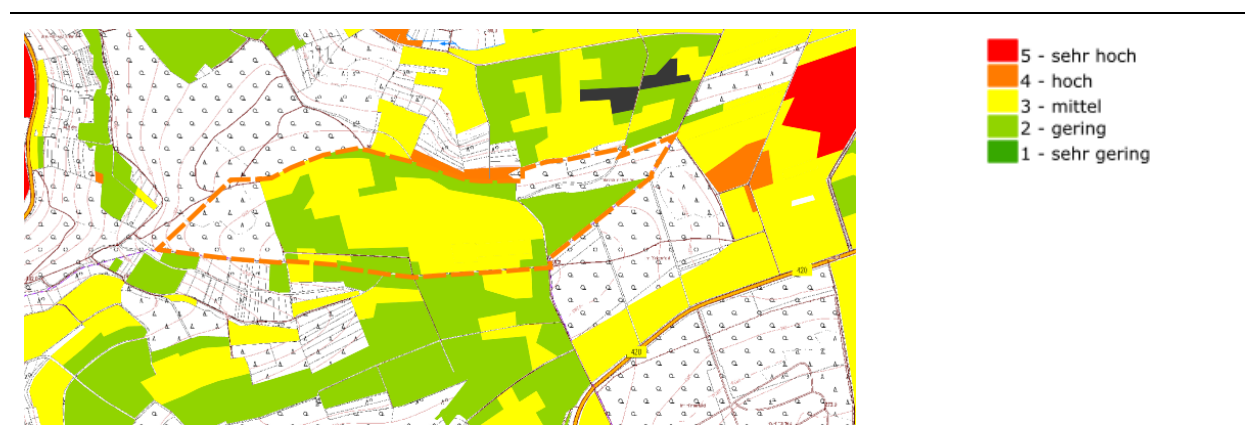 5 - sehr hoch
4 - hoch
3 - mittel
2 - gering
1 - sehr gering
420
420